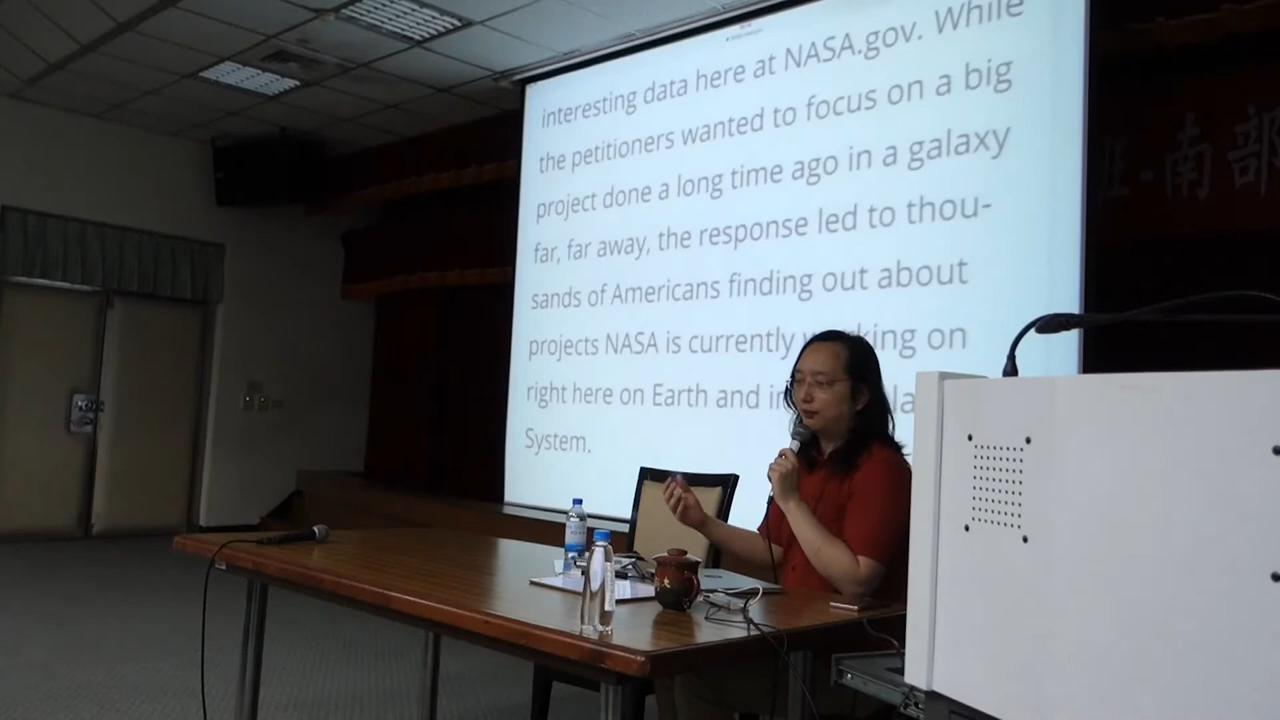 interesting data here at NASA.gov. While
the petitioners wanted to focus on a big
project done a long time ago in a galaxy
far, far away, the response led to thou-
sands of Americans finding out about
projects NASA is currently working on
right here on Earth and in
System.
南部